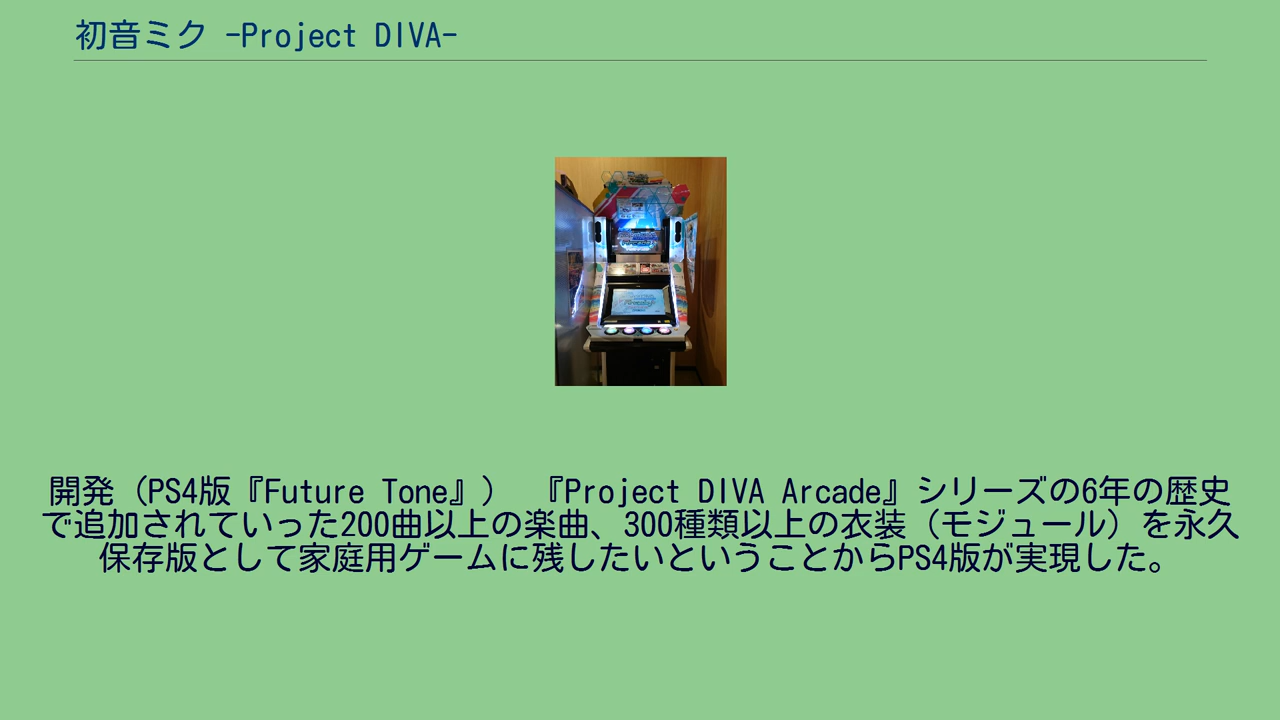 初音ミク -Project DIVA-
開発（PS4版『Future Tone』） 『Project DIVA Arcade』シリーズの6年の歴史
で追加されていった200曲以上の楽曲、300種類以上の衣装（モジュール）を永久
保存版として家庭用ゲームに残したいということからPS4版が実現した。